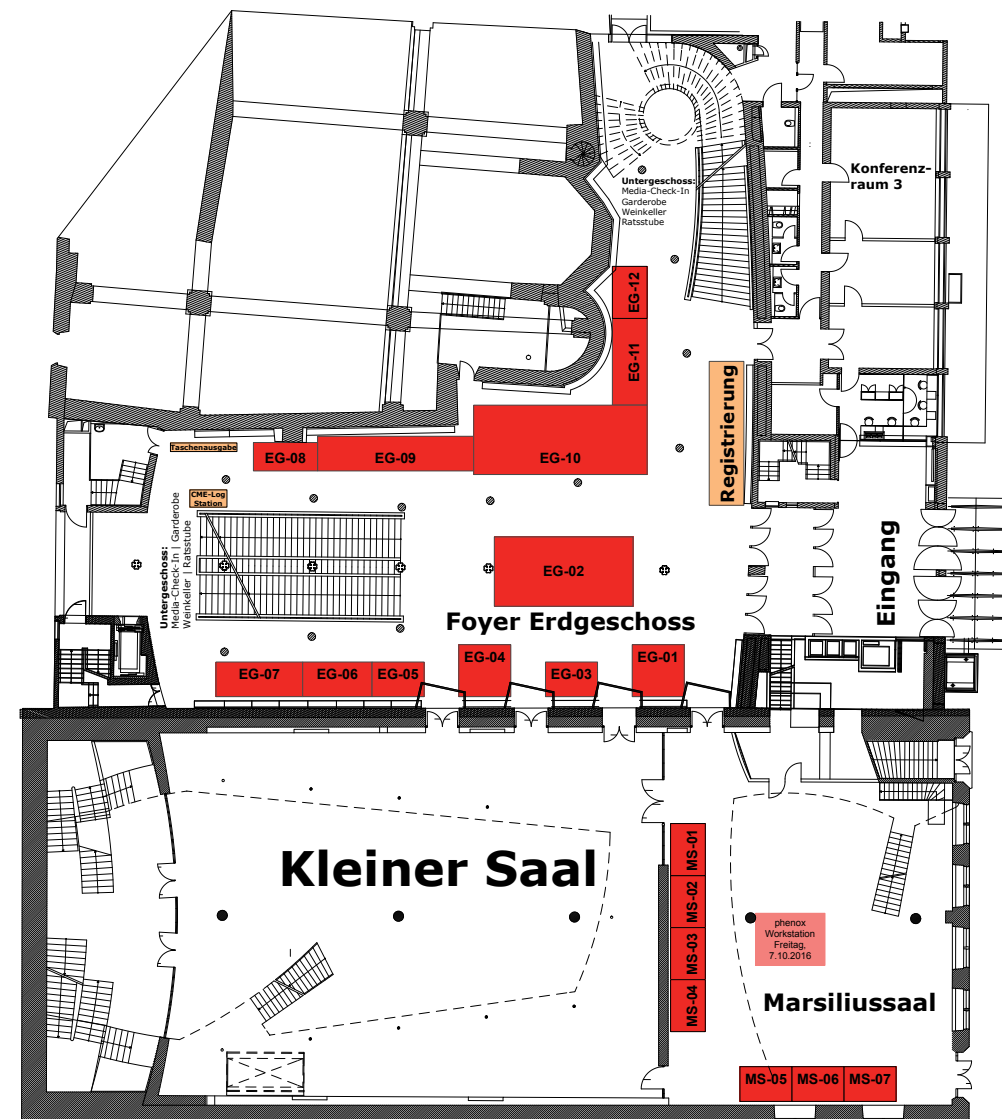 Konferenz-
raum 3
Untergeschoss:
Media-Check-In
Garderobe
Weinkeller
Ratsstube
EG-12
EG-11
Registrierung
Taschenausgabe
EG-08
EG-09
EG-10
CME-Log
Station
Untergeschoss:
Media-Check-In | Garderobe
Weinkeller | Ratsstube
EG-02
Eingang
Foyer Erdgeschoss
EG-07
EG-06
EG-05
EG-04
EG-03
EG-01
Kleiner Saal
MS-01
MS-02
MS-03
MS-04
phenox
Workstation
Freitag,
7.10.2016
Marsiliussaal
MS-05
MS-06
MS-07